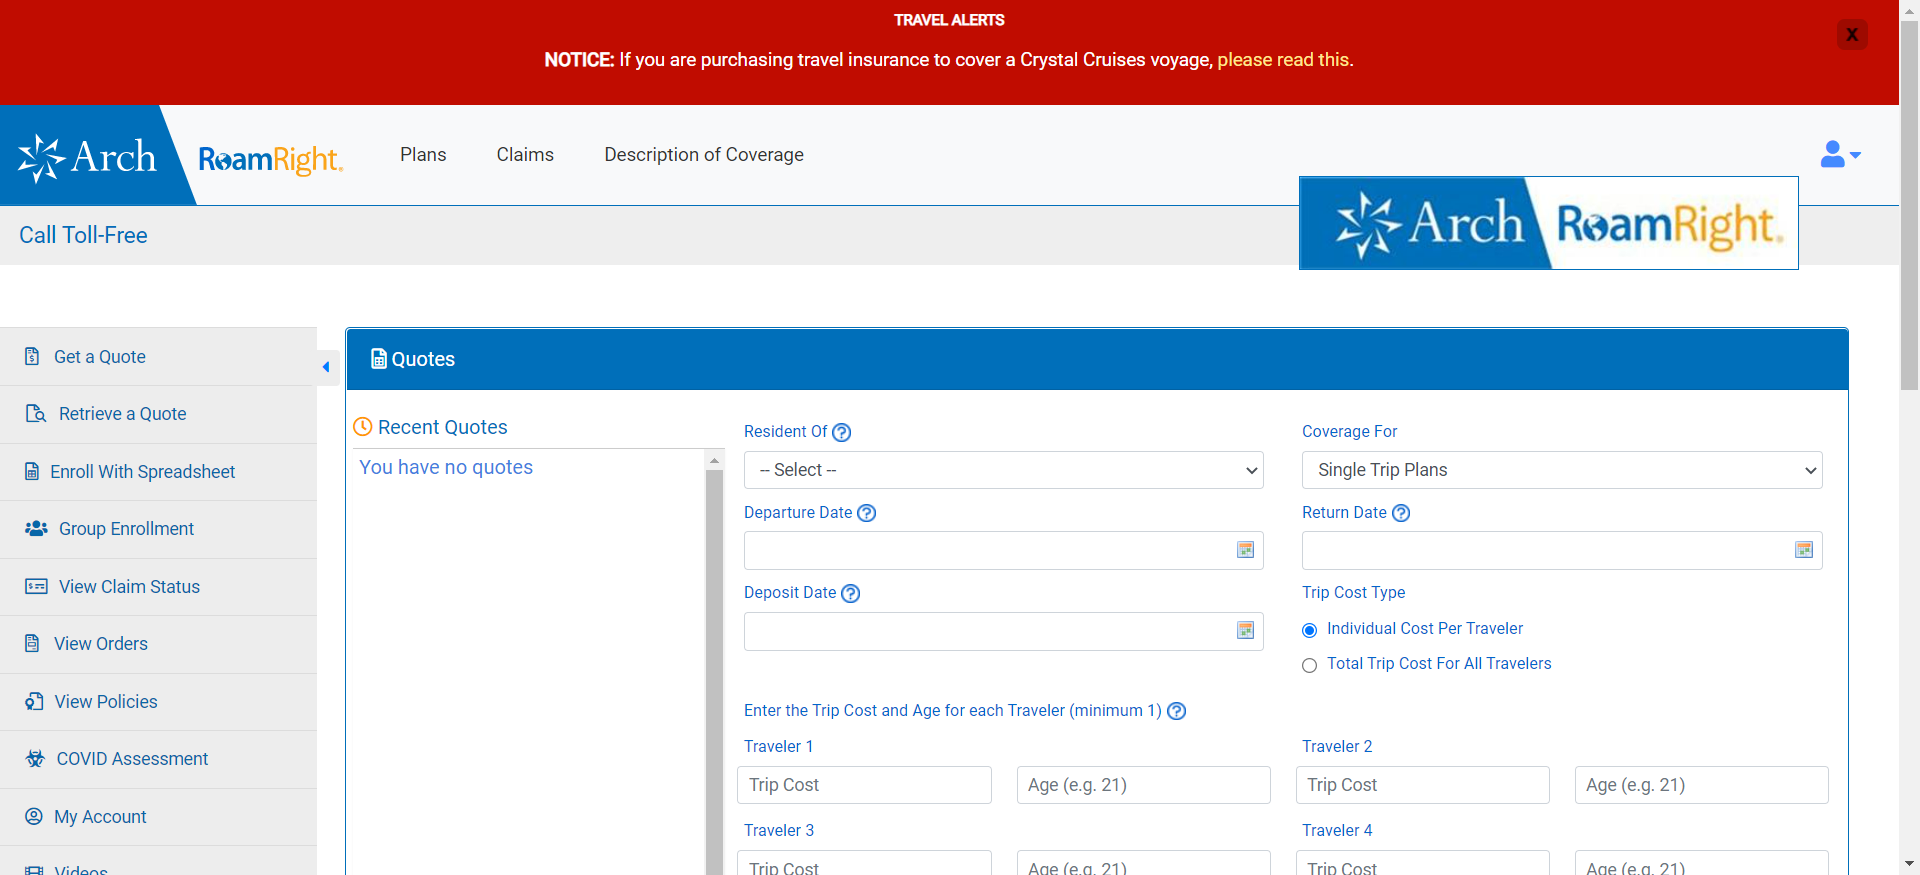 TRAVEL ALERTS
X
NOTICE: If you are purchasing travel insurance to cover a Crystal Cruises voyage, please read this.
Arch RoamRight. Plans Claims Description of Coverage
Call Toll-Free
Arch RoamRight.
Get a Quote
Retrieve a Quote
Enroll With Spreadsheet
Group Enrollment
View Claim Status
View Orders
View Policies
COVID Assessment
My Account
Videos
Quotes
Recent Quotes
You have no quotes
Resident Of ?
-- Select --
Coverage For
Single Trip Plans
Departure Date ?
Return Date ?
Deposit Date ?
Trip Cost Type
Individual Cost Per Traveler
Total Trip Cost For All Travelers
Enter the Trip Cost and Age for each Traveler (minimum 1) ?
Traveler 1
Trip Cost
Age (e.g. 21)
Traveler 2
Trip Cost
Age (e.g. 21)
Traveler 3
Trip Cost
Age (e.g. 21)
Traveler 4
Trip Cost
Age (e.g. 21)